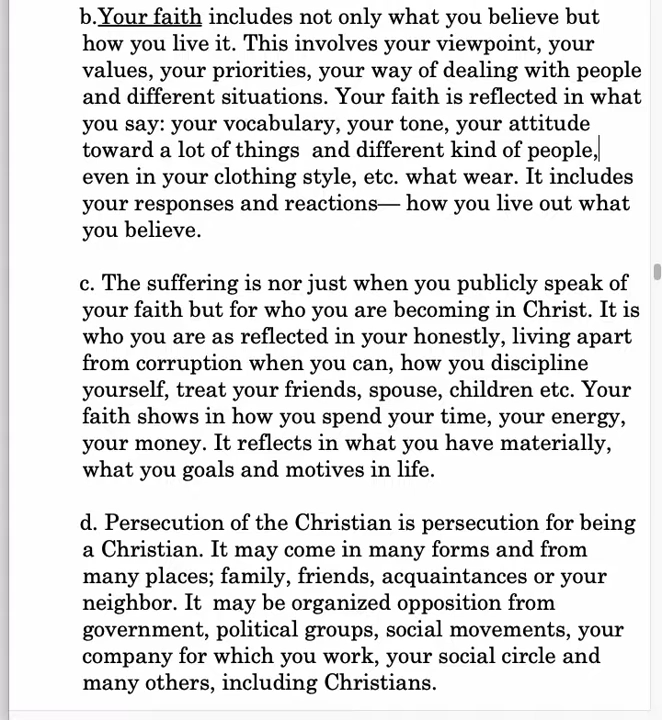 b.Your faith includes not only what you believe but
how you live it. This involves your viewpoint, your
values, your priorities, your way of dealing with people
and different situations. Your faith is reflected in what
you say: your vocabulary, your tone, your attitude
toward a lot of things  and different kind of people,
even in your clothing style, etc. what wear. It includes
your responses and reactions— how you live out what
you believe.
c. The suffering is nor just when you publicly speak of
your faith but for who you are becoming in Christ. It is
who you are as reflected in your honestly, living apart
from corruption when you can, how you discipline
yourself, treat your friends, spouse, children etc. Your
faith shows in how you spend your time, your energy,
your money. It reflects in what you have materially,
what you goals and motives in life.
d. Persecution of the Christian is persecution for being
a Christian. It may come in many forms and from
many places; family, friends, acquaintances or your
neighbor. It  may be organized opposition from
government, political groups, social movements, your
company for which you work, your social circle and
many others, including Christians.